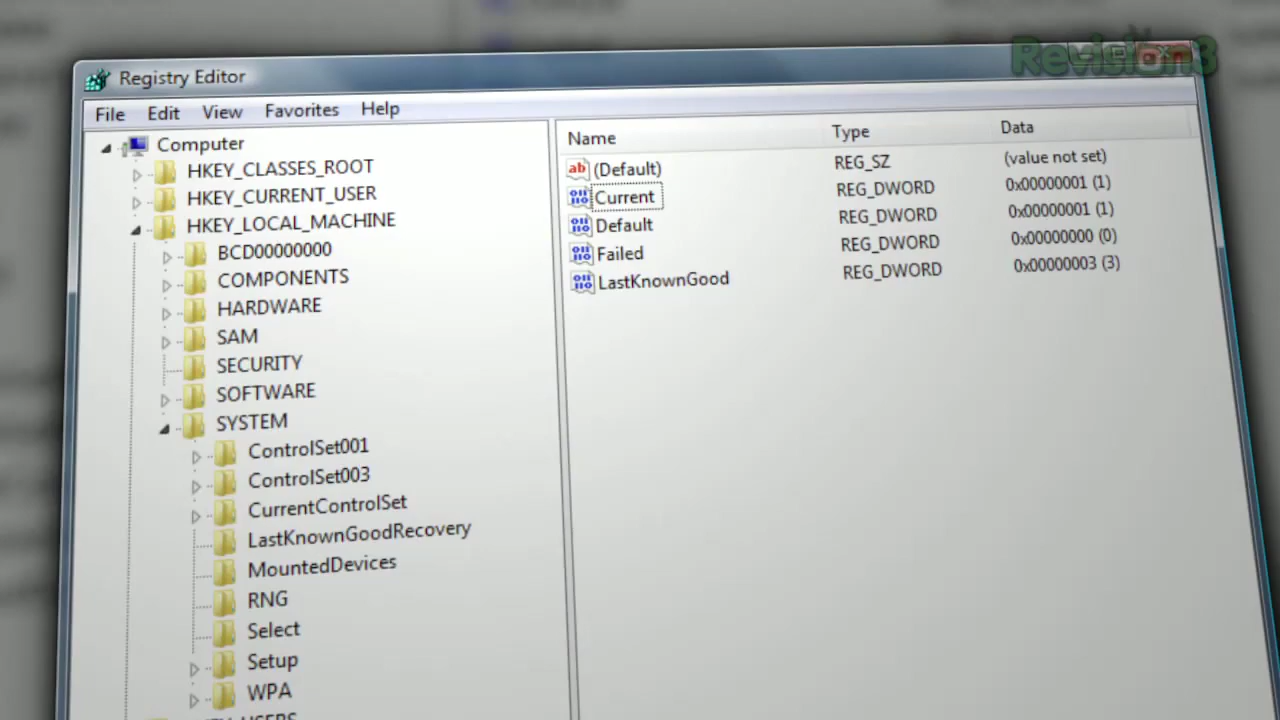 Revision3
Registry Editor
File Edit View Favorites Help
Computer
HKEY_CLASSES_ROOT
HKEY_CURRENT_USER
HKEY_LOCAL_MACHINE
BCD00000000
COMPONENTS
HARDWARE
SAM
SECURITY
SOFTWARE
SYSTEM
ControlSet001
ControlSet003
CurrentControlSet
LastKnownGoodRecovery
MountedDevices
RNG
Select
Setup
WPA
Name Type Data
ab (Default) REG_SZ (value not set)
Current REG_DWORD 0x00000001 (1)
Default REG_DWORD 0x00000001 (1)
Failed REG_DWORD 0x00000000 (0)
LastKnownGood REG_DWORD 0x00000003 (3)